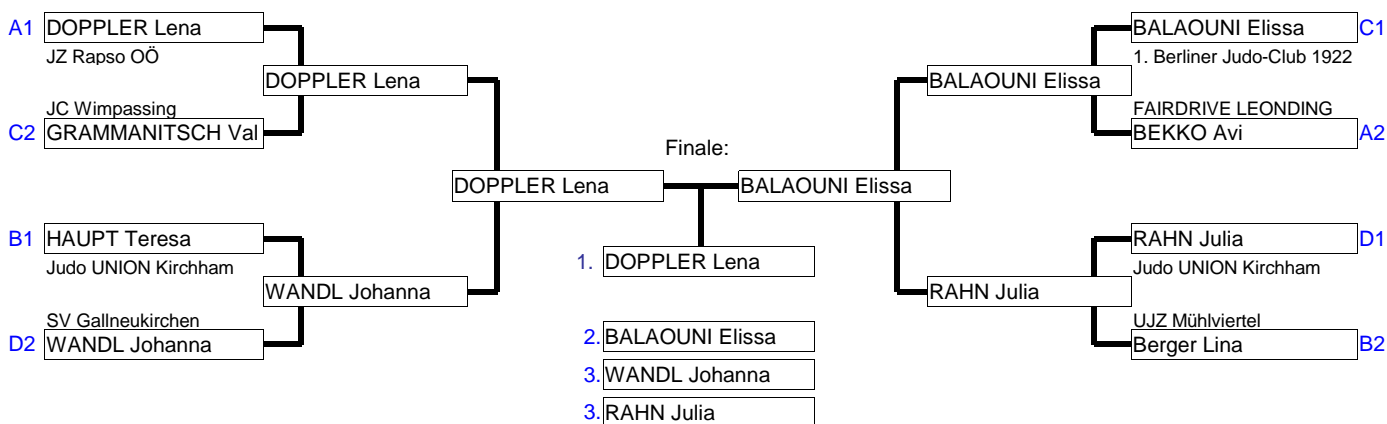 A1 DOPPLER Lena
JZ Rapso OÖ
DOPPLER Lena
JC Wimpassing
C2 GRAMMANITSCH Val
DOPPLER Lena
B1 HAUPT Teresa
Judo UNION Kirchham
WANDL Johanna
SV Gallneukirchen
D2 WANDL Johanna
Finale:
1. DOPPLER Lena
2. BALAOUNI Elissa
3. WANDL Johanna
3. RAHN Julia
BALAOUNI Elissa C1
1. Berliner Judo-Club 1922
BALAOUNI Elissa
FAIRDRIVE LEONDING
BEKKO Avi A2
BALAOUNI Elissa
RAHN Julia D1
Judo UNION Kirchham
RAHN Julia
UJZ Mühlviertel
Berger Lina B2